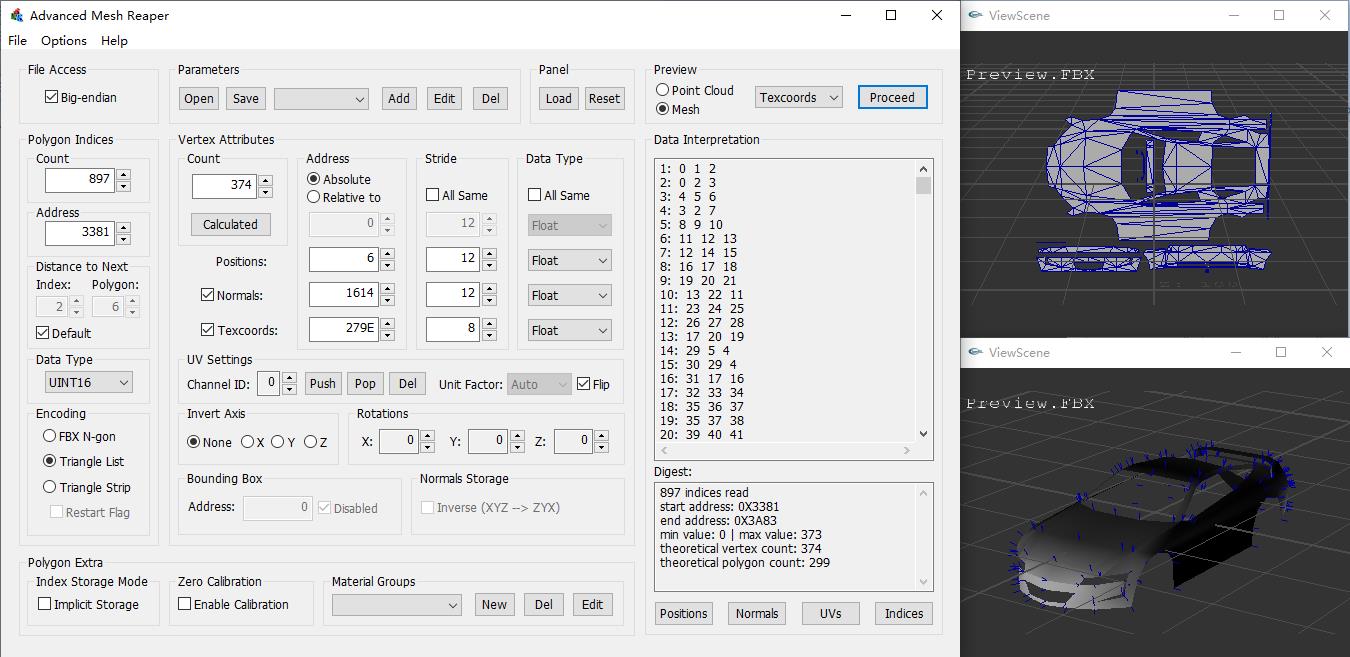 Advanced Mesh Reaper
File Options Help
File Access
Big-endian
Parameters
Open Save Add Edit Del
Panel
Load Reset
Preview
Point Cloud
Mesh
Texcoords
Proceed
Polygon Indices
Count
897
Address
3381
Distance to Next
Index: Polygon:
2 6
Default
Data Type
UINT16
Encoding
FBX N-gon
Triangle List
Triangle Strip
Restart Flag
Vertex Attributes
Count
374
Calculated
Address
Absolute
Relative to
0
Stride
All Same
12
Data Type
All Same
Float
Positions: 6 12 Float
Normals: 1614 12 Float
Texcoords: 279E 8 Float
UV Settings
Channel ID: 0 Push Pop Del Unit Factor: Auto Flip
Invert Axis
None X Y Z
Rotations
X: 0 Y: 0 Z: 0
Bounding Box
Address: 0 Disabled
Normals Storage
Inverse (XYZ --> ZYX)
Polygon Extra
Index Storage Mode
Implicit Storage
Zero Calibration
Enable Calibration
Material Groups
New Del Edit
Data Interpretation
1: 0 1 2
2: 0 2 3
3: 4 5 6
4: 3 2 7
5: 8 9 10
6: 11 12 13
7: 12 14 15
8: 16 17 18
9: 19 20 21
10: 13 22 11
11: 23 24 25
12: 26 27 28
13: 17 20 19
14: 29 5 4
15: 30 29 4
16: 31 17 16
17: 32 33 34
18: 35 36 37
19: 35 37 38
20: 39 40 41
Digest:
897 indices read
start address: 0X3381
end address: 0X3A83
min value: 0 | max value: 373
theoretical vertex count: 374
theoretical polygon count: 299
Positions Normals UVs Indices
ViewScene
Preview.FBX
ViewScene
Preview.FBX